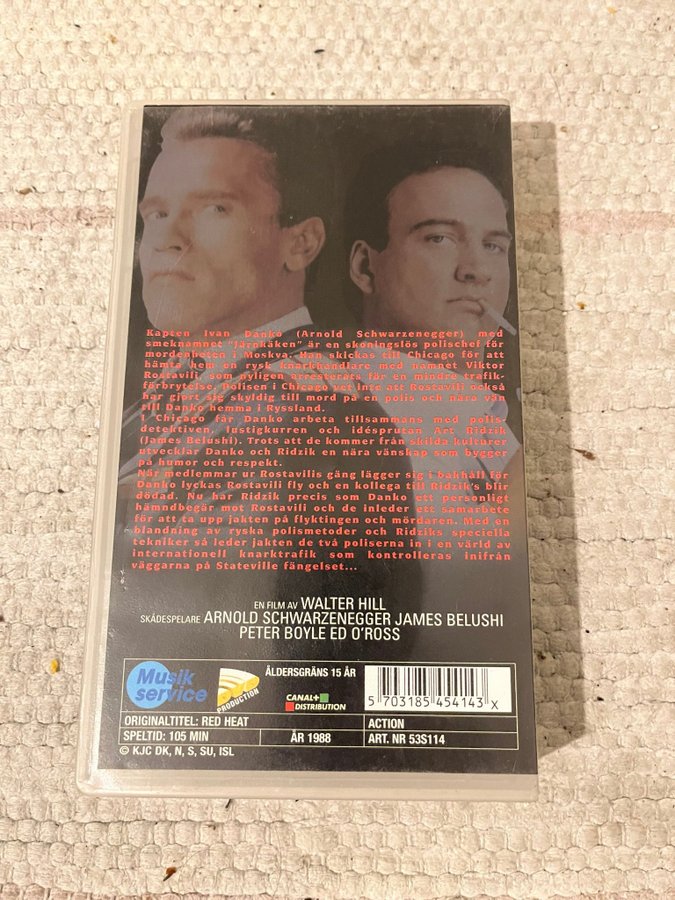 Kapten Ivan Danko (Arnold Schwarzenegger) med
smeknamnet "Järnkäken" är en skoningslös polischef för
mordenheten i Moskva. Han skickas till Chicago för att
hämta hem en rysk knarkhandlare med namnet Viktor
Rostavili, som nyligen arresterats för en mindre trafik-
förbrytelse. Polisen i Chicago vet inte att Rostavili också
har gjort sig skyldig till mord på en polis och nära vän
till Danko hemma i Ryssland.
I Chicago får Danko arbeta tillsammans med polis-
detektiven, lustigkurren och idésprutan Art Ridzik
(James Belushi). Trots att de kommer från skilda kulturer
utvecklar Danko och Ridzik en nära vänskap som bygger
på humor och respekt.
När medlemmar ur Rostavilis gäng lägger sig i bakhåll för
Danko lyckas Rostavili fly och en kollega till Ridzik's blir
dödad. Nu har Ridzik precis som Danko ett personligt
hämndbegär mot Rostavili och de inleder ett samarbete
för att ta upp jakten på flyktingen och mördaren. Med en
blandning av ryska polismetoder och Ridziks speciella
tekniker så leder jakten de två poliserna in i en värld av
internationell knarktrafik som kontrolleras inifrån
väggarna på Stateville fängelset...
EN FILM AV WALTER HILL
SKÅDESPELARE ARNOLD SCHWARZENEGGER JAMES BELUSHI
PETER BOYLE ED O'ROSS
Musik
service
PRODUCTION
ÅLDERSGRÄNS 15 ÅR
CANAL+
DISTRIBUTION
5 703185 454143 X
ORIGINALTITEL: RED HEAT
ACTION
SPELTID: 105 MIN
ÅR 1988
ART. NR 53S114
© KJC DK, N, S, SU, ISL